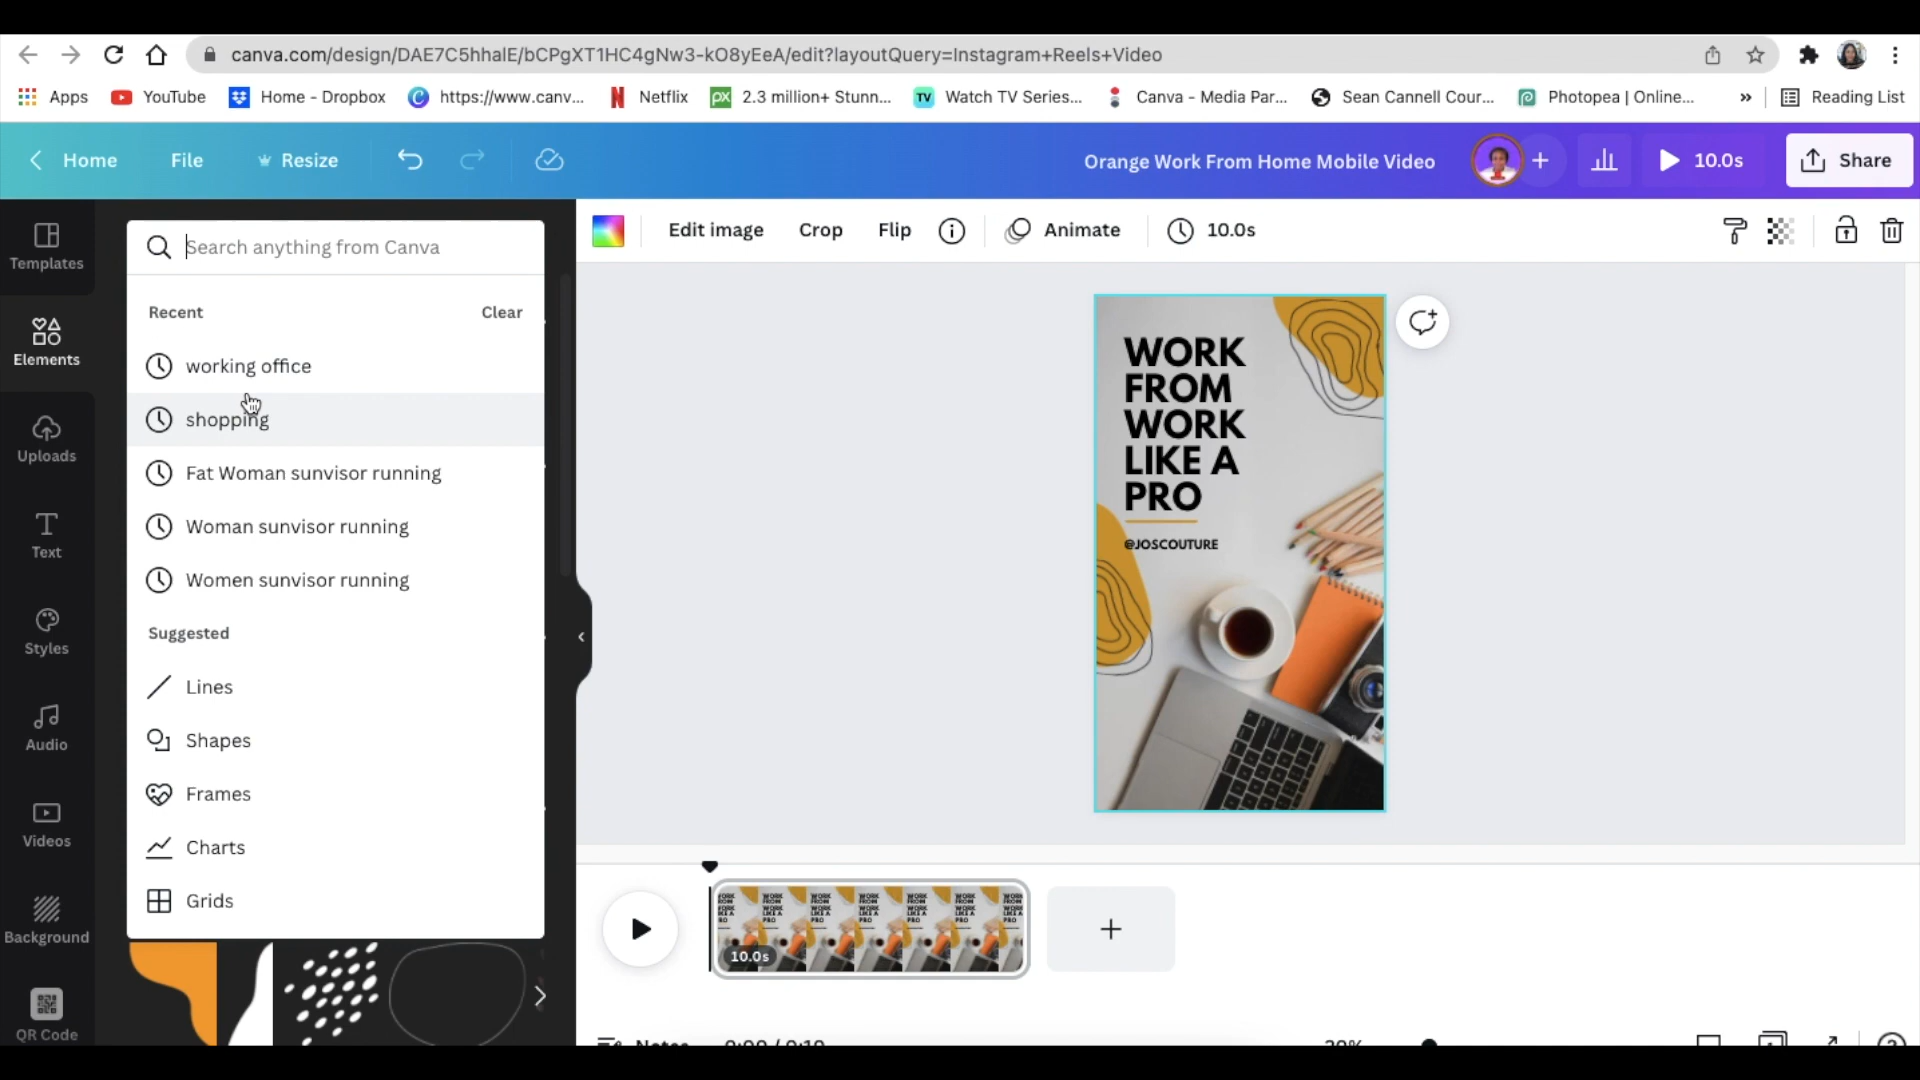 canva.com/design/DAE7C5hhalE/bCPgXT1HC4gNw3-kO8yEeA/edit?layoutQuery=Instagram+Reels+Video
Apps YouTube Home - Dropbox https://www.canv... Netflix 2.3 million+ Stunn... Watch TV Series... Canva - Media Par... Sean Cannell Cour... Photopea | Online... » Reading List
Home File Resize Orange Work From Home Mobile Video + 10.0s Share
Templates
Elements
Uploads
Text
Styles
Audio
Videos
Background
QR Code
Search anything from Canva
Recent Clear
working office
shopping
Fat Woman sunvisor running
Woman sunvisor running
Women sunvisor running
Suggested
Lines
Shapes
Frames
Charts
Grids
Edit image Crop Flip Animate 10.0s
WORK
FROM
WORK
LIKE A
PRO
@JOSCOUTURE
10.0s
Notes 0:00 / 0:10